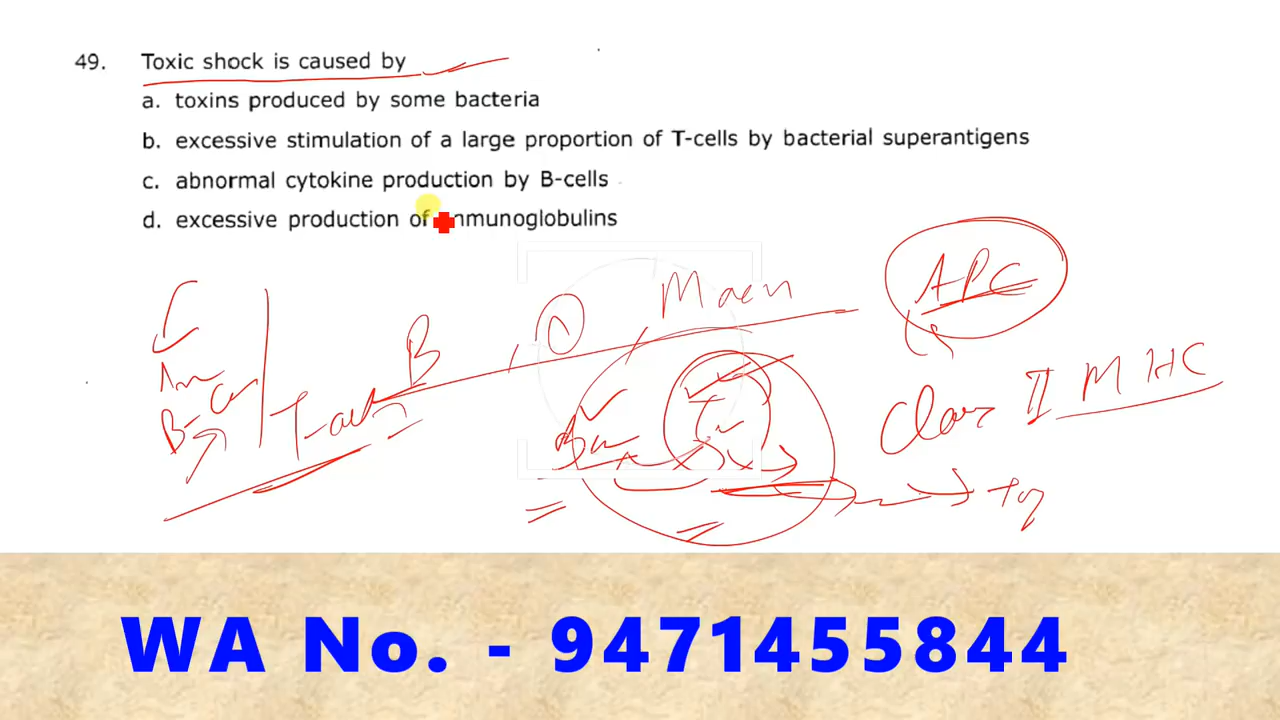 49. Toxic shock is caused by
a. toxins produced by some bacteria
b. excessive stimulation of a large proportion of T-cells by bacterial superantigens
c. abnormal cytokine production by B-cells
d. excessive production of immunoglobulins
APC
B
Class II MHC
WA No. - 9471455844